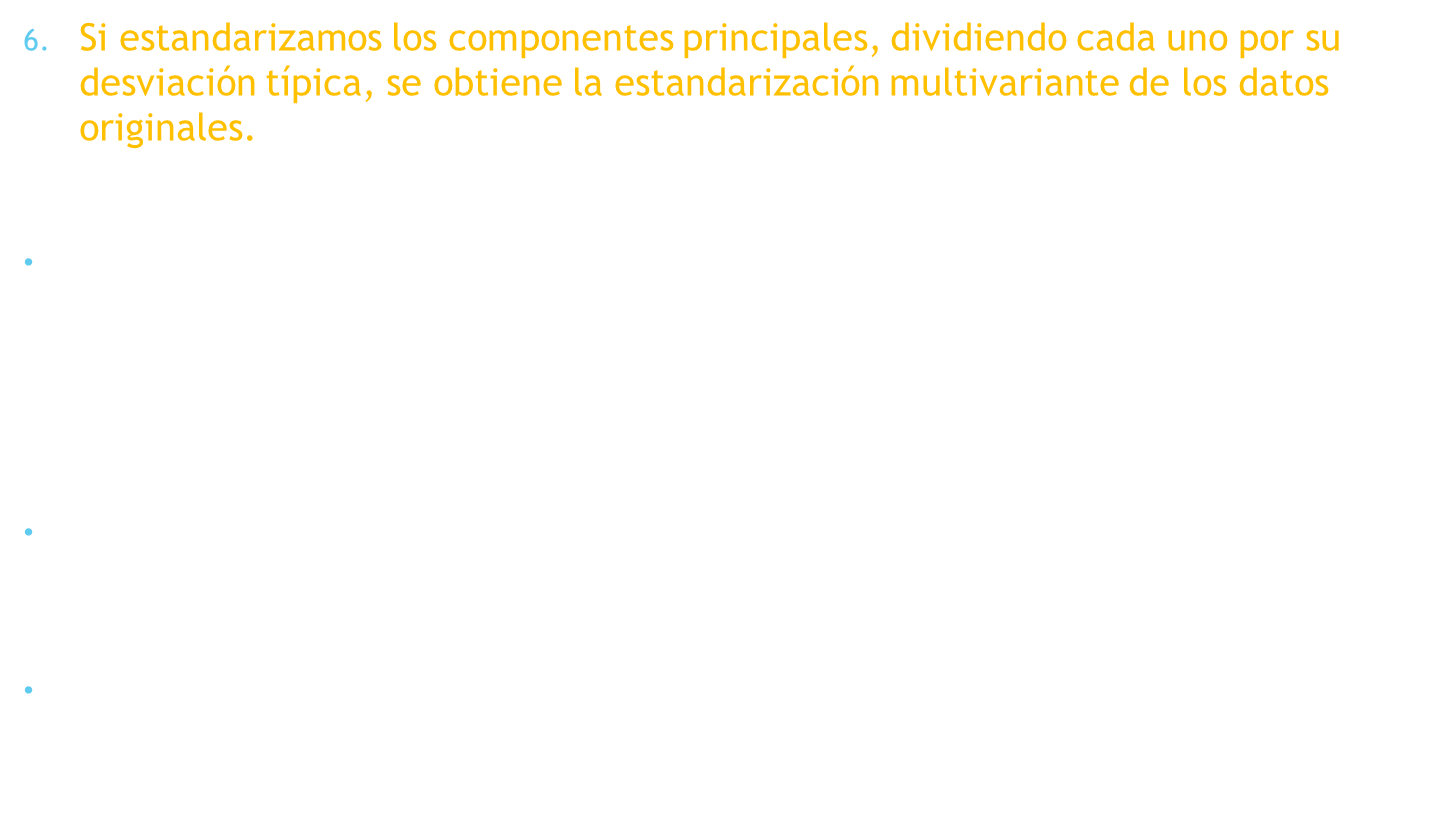 6. Si estandarizamos los componentes principales, dividiendo cada uno por su
desviación típica, se obtiene la estandarización multivariante de los datos
originales.
•
•
•